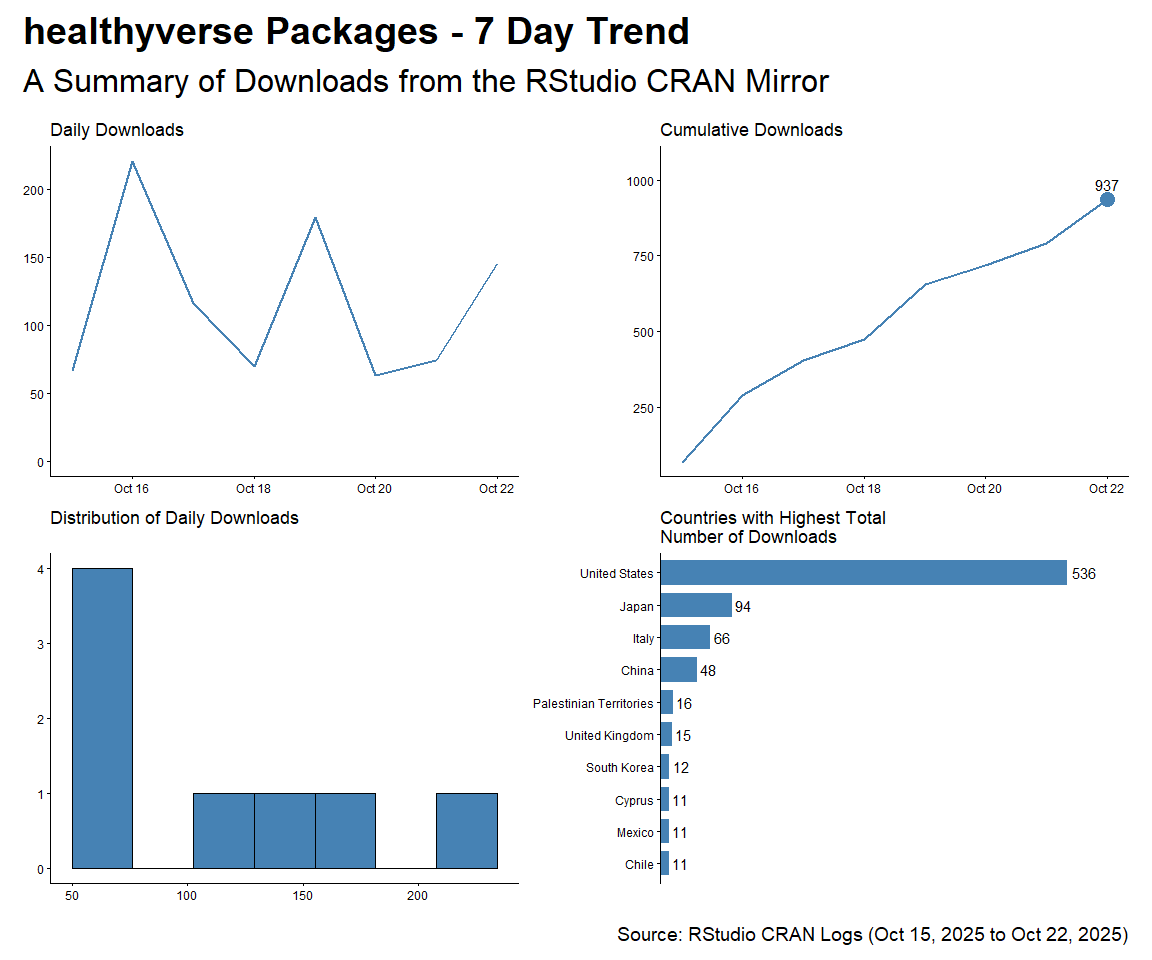 healthyverse Packages - 7 Day Trend
A Summary of Downloads from the RStudio CRAN Mirror
Daily Downloads
200
150
100
50
0
Oct 16
Oct 18
Oct 20
Oct 22
Cumulative Downloads
1000
750
500
250
937
Oct 16
Oct 18
Oct 20
Oct 22
Distribution of Daily Downloads
4
3
2
1
0
50
100
150
200
Countries with Highest Total
Number of Downloads
United States 536
Japan 94
Italy 66
China 48
Palestinian Territories 16
United Kingdom 15
South Korea 12
Cyprus 11
Mexico 11
Chile 11
Source: RStudio CRAN Logs (Oct 15, 2025 to Oct 22, 2025)